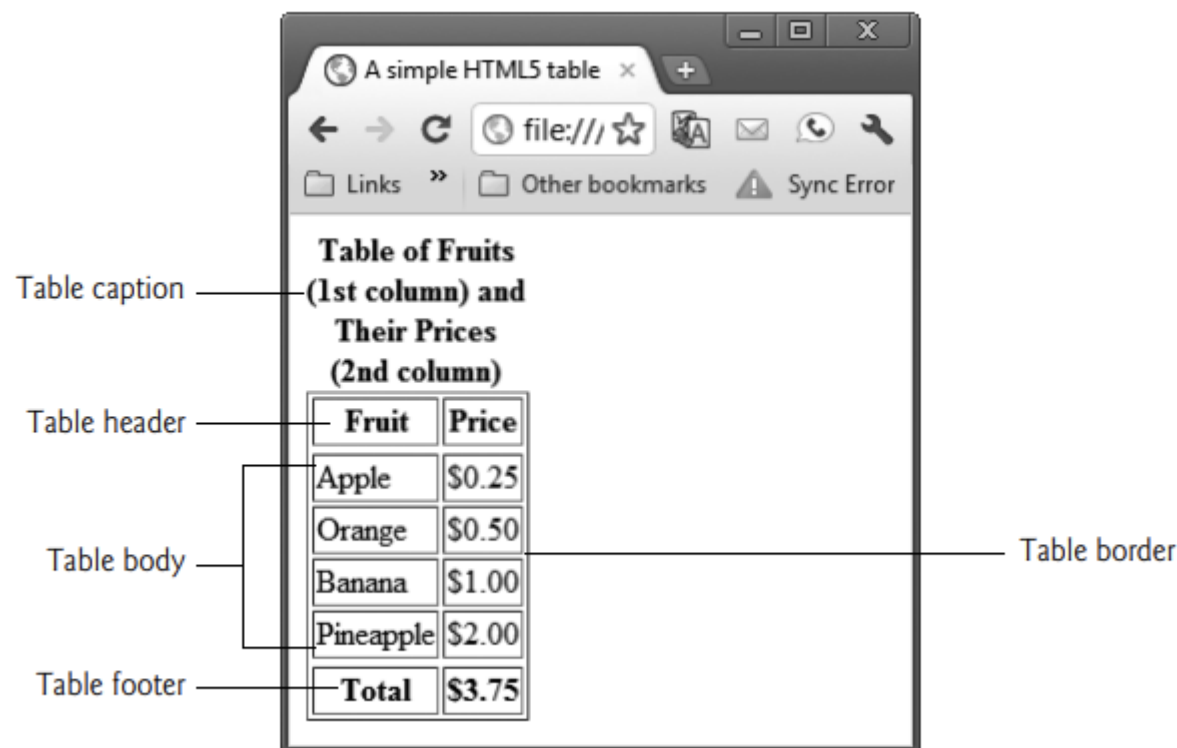 A simple HTML5 table
file:///
Links » Other bookmarks Sync Error
Table caption
Table of Fruits
(1st column) and
Their Prices
(2nd column)
Table header
Fruit Price
Table body
Apple $0.25
Orange $0.50
Banana $1.00
Pineapple $2.00
Table border
Table footer
Total $3.75